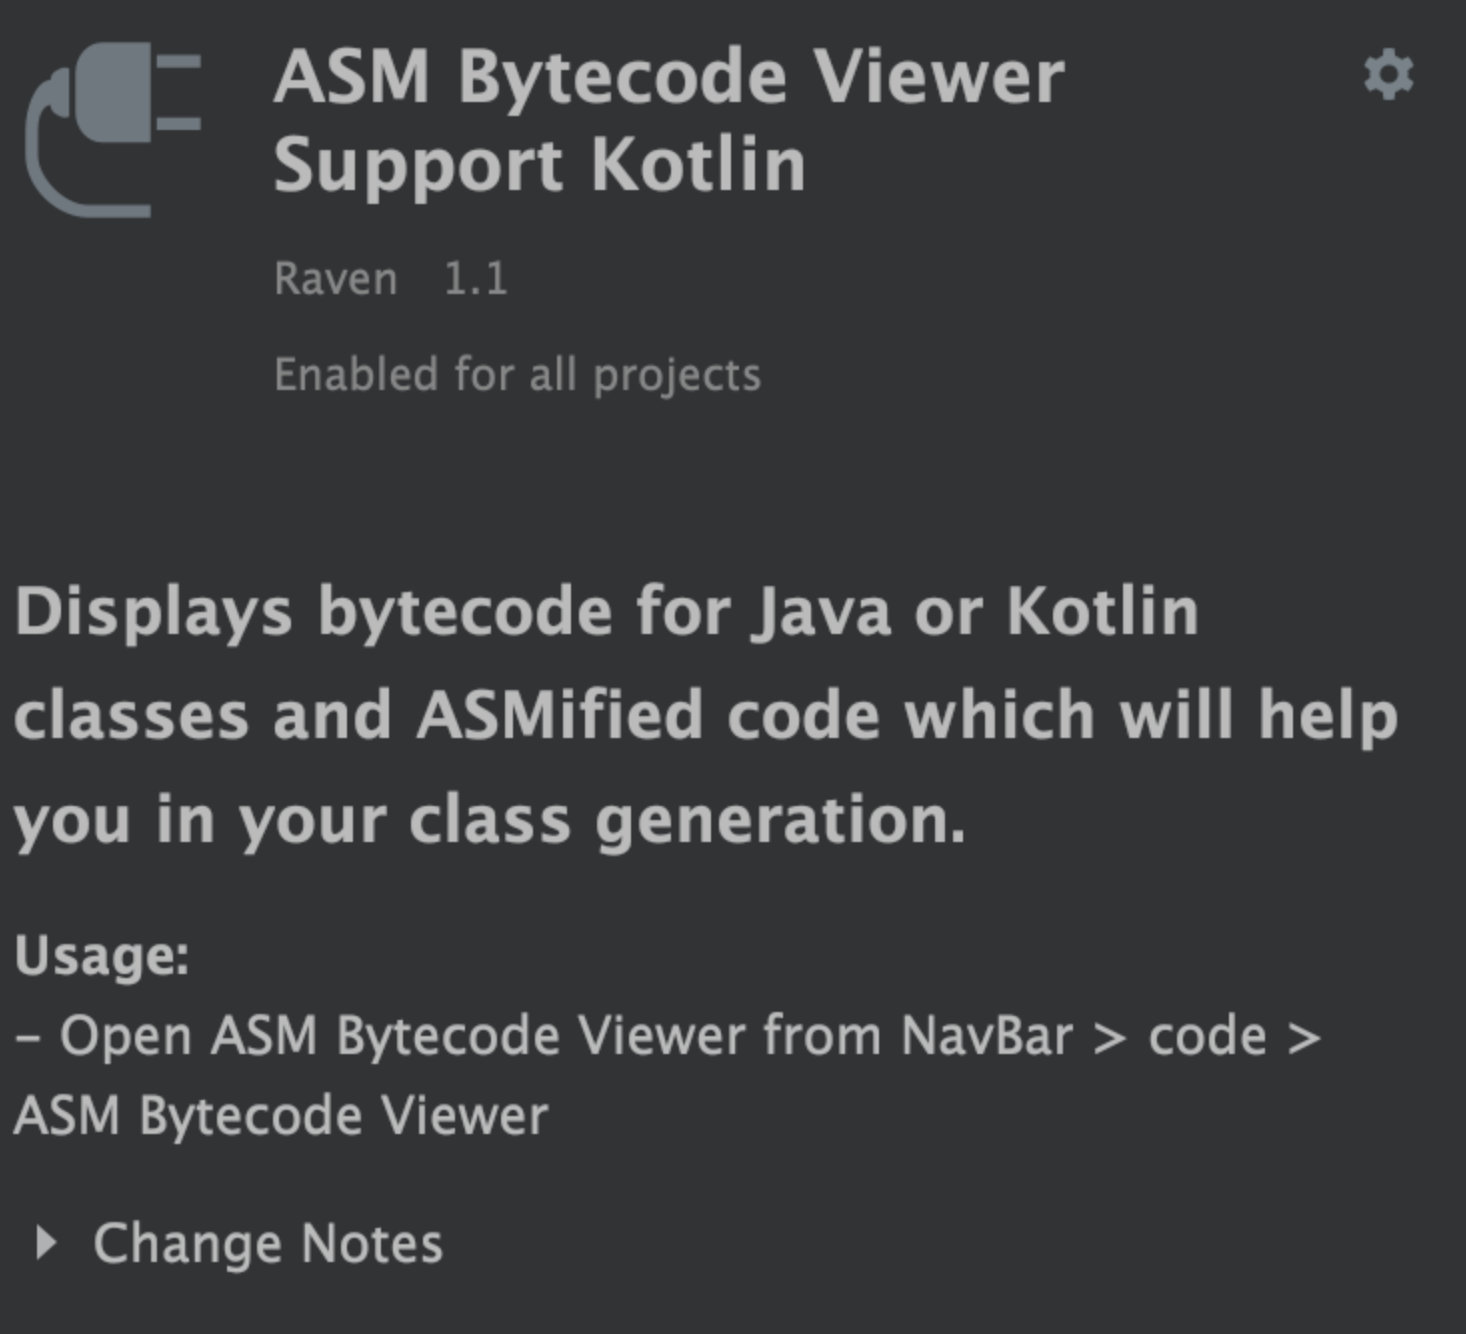 ASM Bytecode Viewer
Support Kotlin
Raven 1.1
Enabled for all projects
Displays bytecode for Java or Kotlin
classes and ASMified code which will help
you in your class generation.
Usage:
– Open ASM Bytecode Viewer from NavBar > code >
ASM Bytecode Viewer
Change Notes